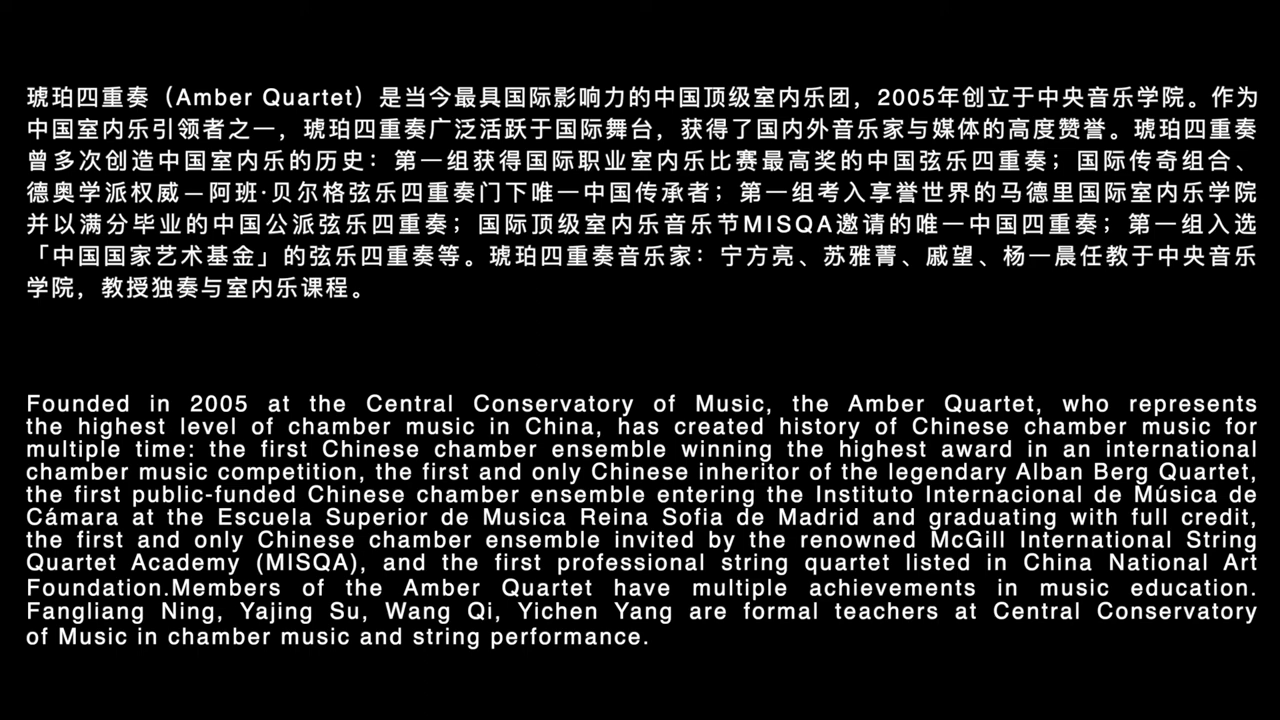 琥珀四重奏（Amber Quartet）是当今最具国际影响力的中国顶级室内乐团，2005年创立于中央音乐学院。作为
中国室内乐引领者之一，琥珀四重奏广泛活跃于国际舞台，获得了国内外音乐家与媒体的高度赞誉。琥珀四重奏
曾多次创造中国室内乐的历史：第一组获得国际职业室内乐比赛最高奖的中国弦乐四重奏；国际传奇组合、
德奥学派权威—阿班·贝尔格弦乐四重奏门下唯一中国传承者；第一组考入享誉世界的马德里国际室内乐学院
并以满分毕业的中国公派弦乐四重奏；国际顶级室内乐音乐节MISQA邀请的唯一中国四重奏；第一组入选
「中国国家艺术基金」的弦乐四重奏等。琥珀四重奏音乐家：宁方亮、苏雅菁、戚望、杨一晨任教于中央音乐
学院，教授独奏与室内乐课程。
Founded in 2005 at the Central Conservatory of Music, the Amber Quartet, who represents
the highest level of chamber music in China, has created history of Chinese chamber music for
multiple time: the first Chinese chamber ensemble winning the highest award in an international
chamber music competition, the first and only Chinese inheritor of the legendary Alban Berg Quartet,
the first public-funded Chinese chamber ensemble entering the Instituto Internacional de Música de
Cámara at the Escuela Superior de Musica Reina Sofia de Madrid and graduating with full credit,
the first and only Chinese chamber ensemble invited by the renowned McGill International String
Quartet Academy (MISQA), and the first professional string quartet listed in China National Art
Foundation.Members of the Amber Quartet have multiple achievements in music education.
Fangliang Ning, Yajing Su, Wang Qi, Yichen Yang are formal teachers at Central Conservatory
of Music in chamber music and string performance.